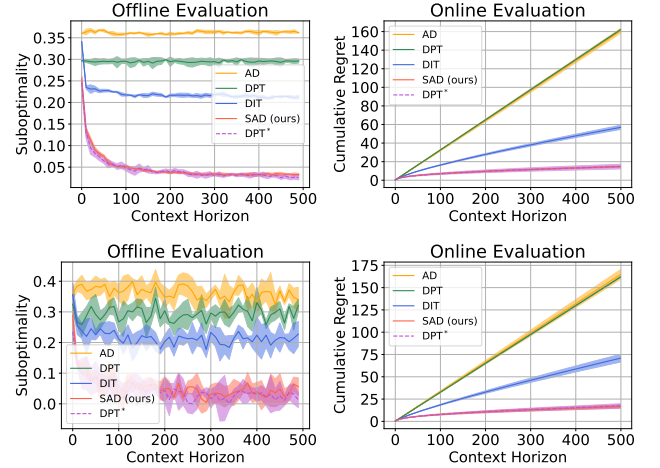 Offline Evaluation
Suboptimality
0.35
0.30
0.25
0.20
0.15
0.10
0.05
AD
DPT
DIT
SAD (ours)
DPT*
0 100 200 300 400 500
Context Horizon
Online Evaluation
Cumulative Regret
160
140
120
100
80
60
40
20
0
AD
DPT
DIT
SAD (ours)
DPT*
0 100 200 300 400 500
Context Horizon
Offline Evaluation
Suboptimality
0.4
0.3
0.2
0.1
0.0
AD
DPT
DIT
SAD (ours)
DPT*
0 100 200 300 400 500
Context Horizon
Online Evaluation
Cumulative Regret
175
150
125
100
75
50
25
0
AD
DPT
DIT
SAD (ours)
DPT*
0 100 200 300 400 500
Context Horizon